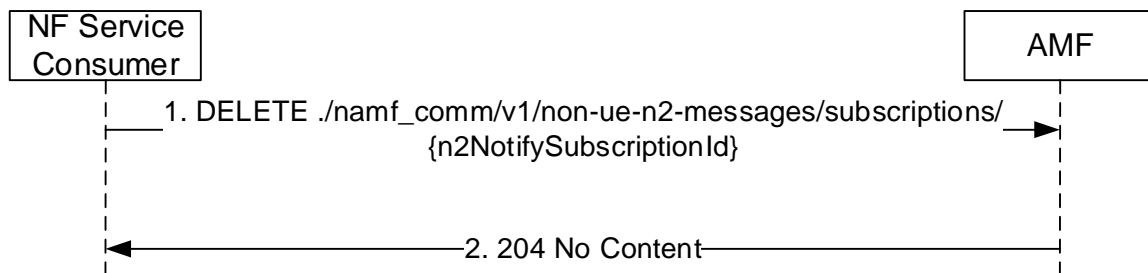 NF Service
Consumer
AMF
1. DELETE ./namf_comm/v1/non-ue-n2-messages/subscriptions/
{n2NotifySubscriptionId}
2. 204 No Content